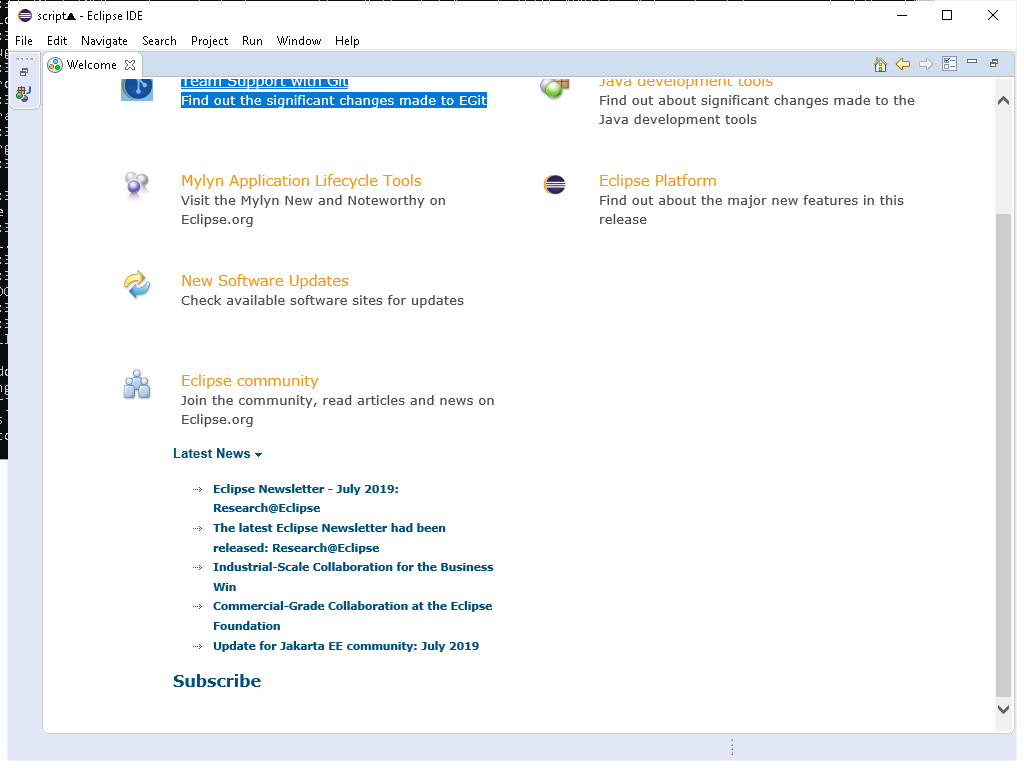 script▲ - Eclipse IDE
File Edit Navigate Search Project Run Window Help
Welcome
Team Support with Git
Find out the significant changes made to EGit
Java development tools
Find out about significant changes made to the
Java development tools
Mylyn Application Lifecycle Tools
Visit the Mylyn New and Noteworthy on
Eclipse.org
Eclipse Platform
Find out about the major new features in this
release
New Software Updates
Check available software sites for updates
Eclipse community
Join the community, read articles and news on
Eclipse.org
Latest News
Eclipse Newsletter - July 2019:
Research@Eclipse
The latest Eclipse Newsletter had been
released: Research@Eclipse
Industrial-Scale Collaboration for the Business
Win
Commercial-Grade Collaboration at the Eclipse
Foundation
Update for Jakarta EE community: July 2019
Subscribe